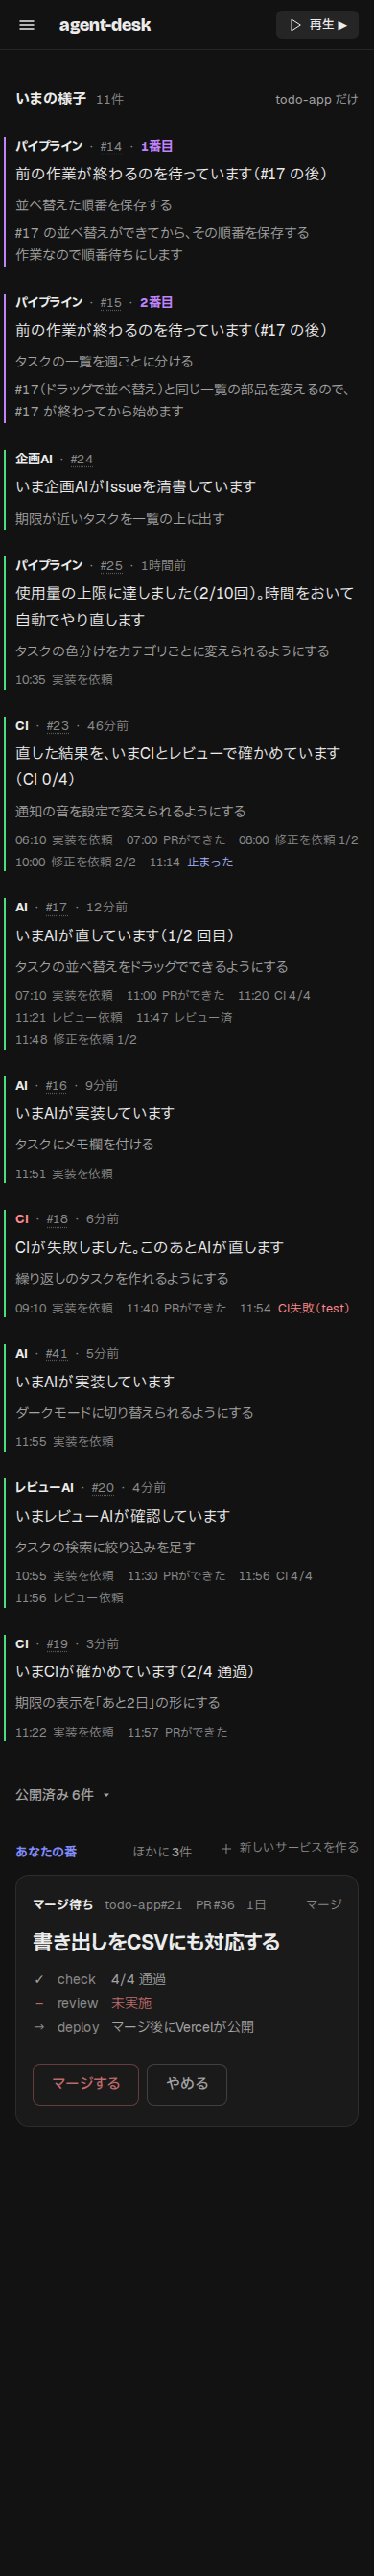 agent-desk
再生 ▶
いまの様子 11件
todo-app だけ
パイプライン · #14 · 1番目
前の作業が終わるのを待っています(#17 の後)
並べ替えた順番を保存する
#17 の並べ替えができてから、その順番を保存する
作業なので順番待ちにします
パイプライン · #15 · 2番目
前の作業が終わるのを待っています(#17 の後)
タスクの一覧を週ごとに分ける
#17(ドラッグで並べ替え)と同じ一覧の部品を変えるので、
#17 が終わってから始めます
企画AI · #24
いま企画AIがIssueを清書しています
期限が近いタスクを一覧の上に出す
パイプライン · #25 · 1時間前
使用量の上限に達しました(2/10回)。時間をおいて
自動でやり直します
タスクの色分けをカテゴリごとに変えられるようにする
10:35 実装を依頼
CI · #23 · 46分前
直した結果を、いまCIとレビューで確かめています
(CI 0/4)
通知の音を設定で変えられるようにする
06:10 実装を依頼 07:00 PRができた 08:00 修正を依頼 1/2
10:00 修正を依頼 2/2 11:14 止まった
AI · #17 · 12分前
いまAIが直しています(1/2 回目)
タスクの並べ替えをドラッグでできるようにする
07:10 実装を依頼 11:00 PRができた 11:20 CI 4/4
11:21 レビュー依頼 11:47 レビュー済
11:48 修正を依頼 1/2
AI · #16 · 9分前
いまAIが実装しています
タスクにメモ欄を付ける
11:51 実装を依頼
CI · #18 · 6分前
CIが失敗しました。このあとAIが直します
繰り返しのタスクを作れるようにする
09:10 実装を依頼 11:40 PRができた 11:54 CI失敗(test)
AI · #41 · 5分前
いまAIが実装しています
ダークモードに切り替えられるようにする
11:55 実装を依頼
レビューAI · #20 · 4分前
いまレビューAIが確認しています
タスクの検索に絞り込みを足す
10:55 実装を依頼 11:30 PRができた 11:56 CI 4/4
11:56 レビュー依頼
CI · #19 · 3分前
いまCIが確かめています(2/4 通過)
期限の表示を「あと2日」の形にする
11:22 実装を依頼 11:57 PRができた
公開済み 6件 ▾
あなたの番 ほかに 3件 ＋ 新しいサービスを作る
マージ待ち todo-app#21 PR #36 1日 マージ
書き出しをCSVにも対応する
✓ check 4/4 通過
– review 未実施
→ deploy マージ後にVercelが公開
マージする やめる